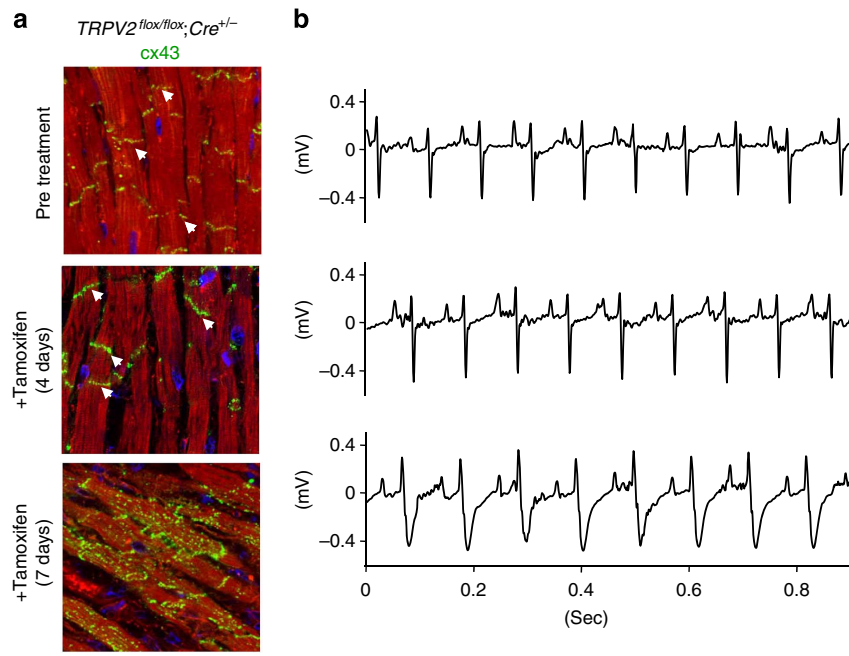 a
TRPV2flox/flox;Cre+/–
cx43
Pre treatment
+Tamoxifen
(4 days)
+Tamoxifen
(7 days)
b
0.4
0
–0.4
(mV)
0.4
0
–0.4
(mV)
0.4
0
–0.4
(mV)
0
0.2
0.4
0.6
0.8
(Sec)